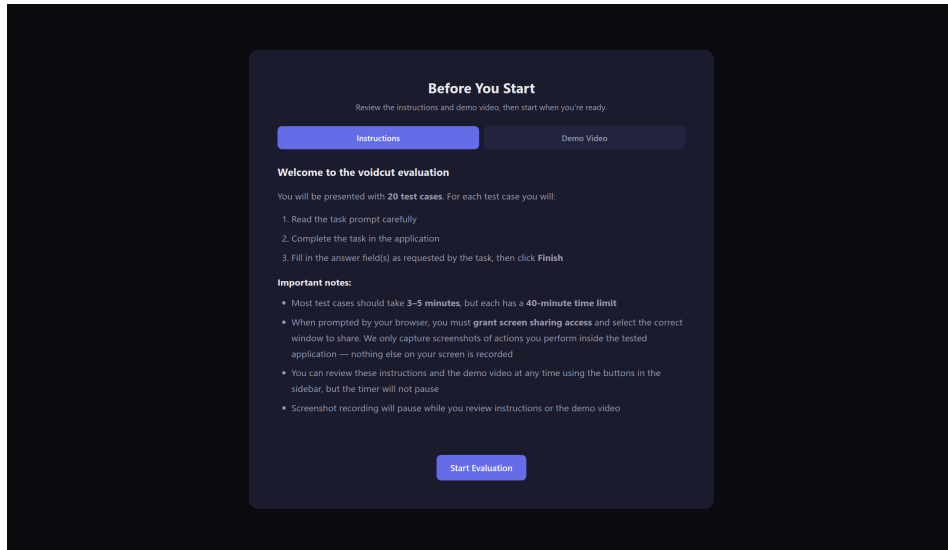 Before You Start
Review the instructions and demo video, then start when you're ready.
Instructions
Demo Video
Welcome to the voidcut evaluation
You will be presented with 20 test cases. For each test case you will:
1. Read the task prompt carefully
2. Complete the task in the application
3. Fill in the answer field(s) as requested by the task, then click Finish
Important notes:
• Most test cases should take 3–5 minutes, but each has a 40-minute time limit
• When prompted by your browser, you must grant screen sharing access and select the correct
window to share. We only capture screenshots of actions you perform inside the tested
application — nothing else on your screen is recorded
• You can review these instructions and the demo video at any time using the buttons in the
sidebar, but the timer will not pause
• Screenshot recording will pause while you review instructions or the demo video
Start Evaluation